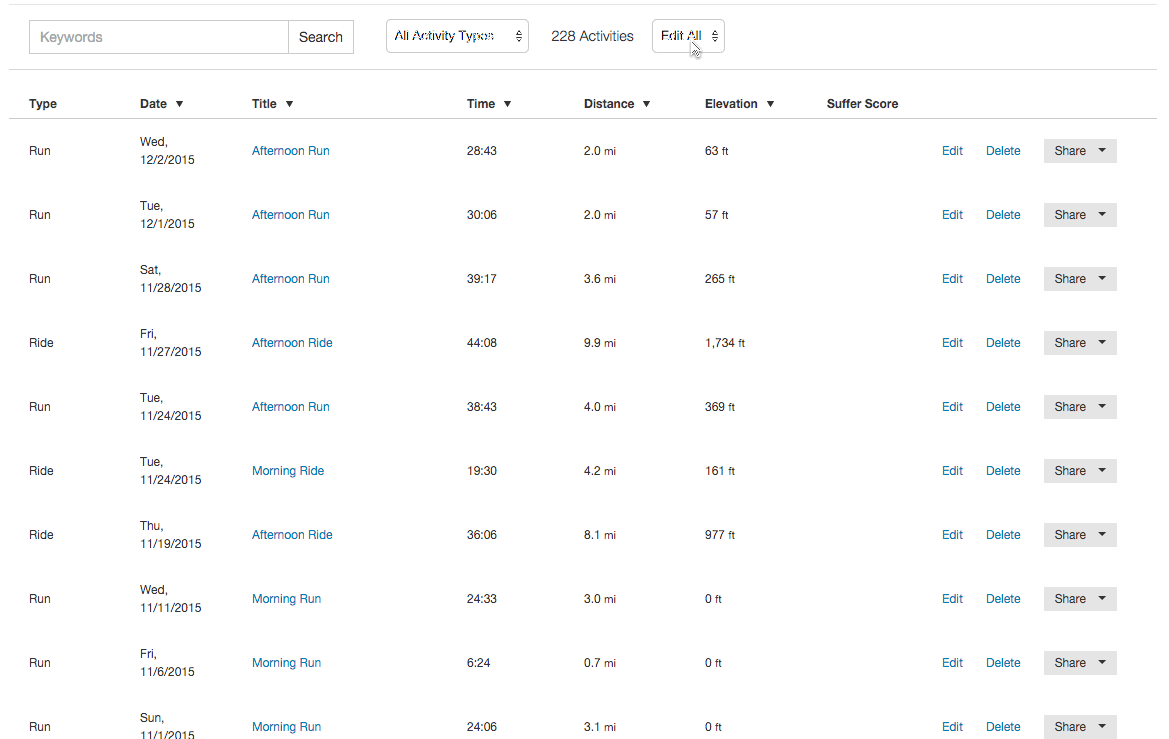 Keywords Search All Activity Types 228 Activities Edit All
Type Date ▼ Title ▼ Time ▼ Distance ▼ Elevation ▼ Suffer Score
Run Wed, 12/2/2015 Afternoon Run 28:43 2.0 mi 63 ft Edit Delete Share
Run Tue, 12/1/2015 Afternoon Run 30:06 2.0 mi 57 ft Edit Delete Share
Run Sat, 11/28/2015 Afternoon Run 39:17 3.6 mi 265 ft Edit Delete Share
Ride Fri, 11/27/2015 Afternoon Ride 44:08 9.9 mi 1,734 ft Edit Delete Share
Run Tue, 11/24/2015 Afternoon Run 38:43 4.0 mi 369 ft Edit Delete Share
Ride Tue, 11/24/2015 Morning Ride 19:30 4.2 mi 161 ft Edit Delete Share
Ride Thu, 11/19/2015 Afternoon Ride 36:06 8.1 mi 977 ft Edit Delete Share
Run Wed, 11/11/2015 Morning Run 24:33 3.0 mi 0 ft Edit Delete Share
Run Fri, 11/6/2015 Morning Run 6:24 0.7 mi 0 ft Edit Delete Share
Run Sun, 11/1/2015 Morning Run 24:06 3.1 mi 0 ft Edit Delete Share